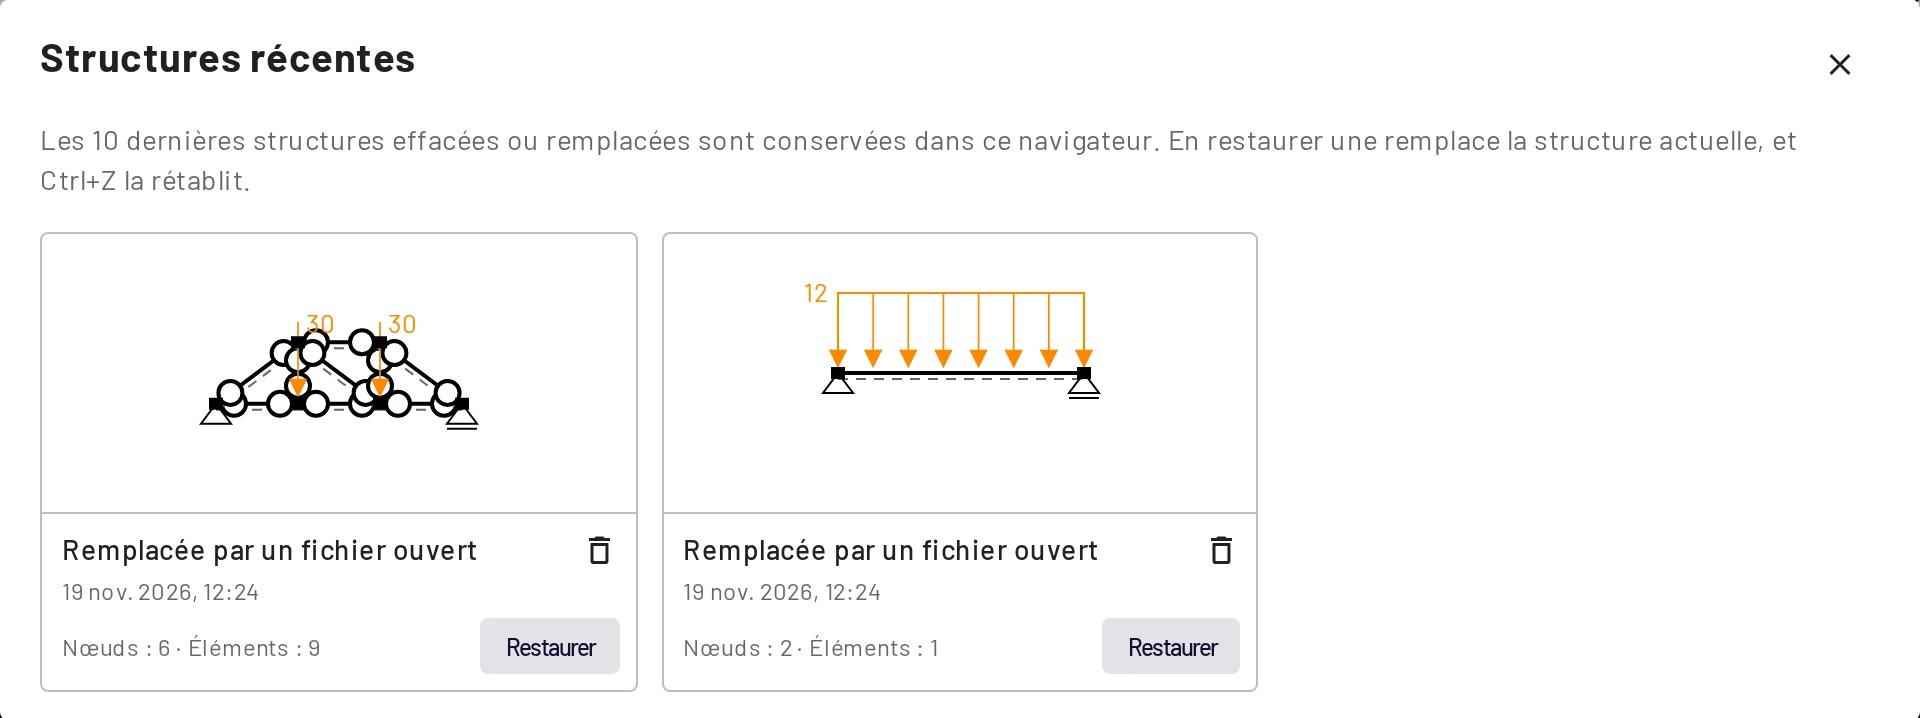 Structures récentes
Les 10 dernières structures effacées ou remplacées sont conservées dans ce navigateur. En restaurer une remplace la structure actuelle, et
Ctrl+Z la rétablit.
30 30
12
Remplacée par un fichier ouvert
19 nov. 2026, 12:24
Nœuds : 6 · Éléments : 9
Restaurer
Remplacée par un fichier ouvert
19 nov. 2026, 12:24
Nœuds : 2 · Éléments : 1
Restaurer